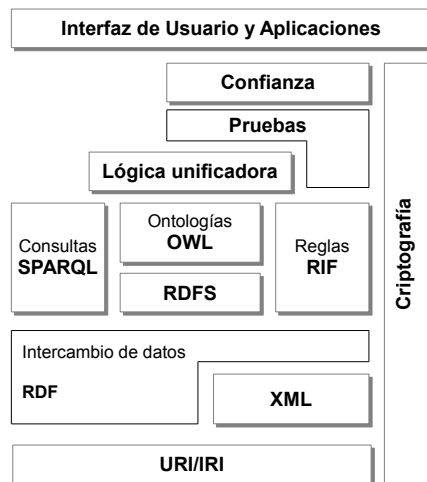 Interfaz de Usuario y Aplicaciones
Confianza
Pruebas
Lógica unificadora
Consultas
SPARQL
Ontologías
OWL
RDFS
Reglas
RIF
Criptografía
Intercambio de datos
RDF
XML
URI/IRI